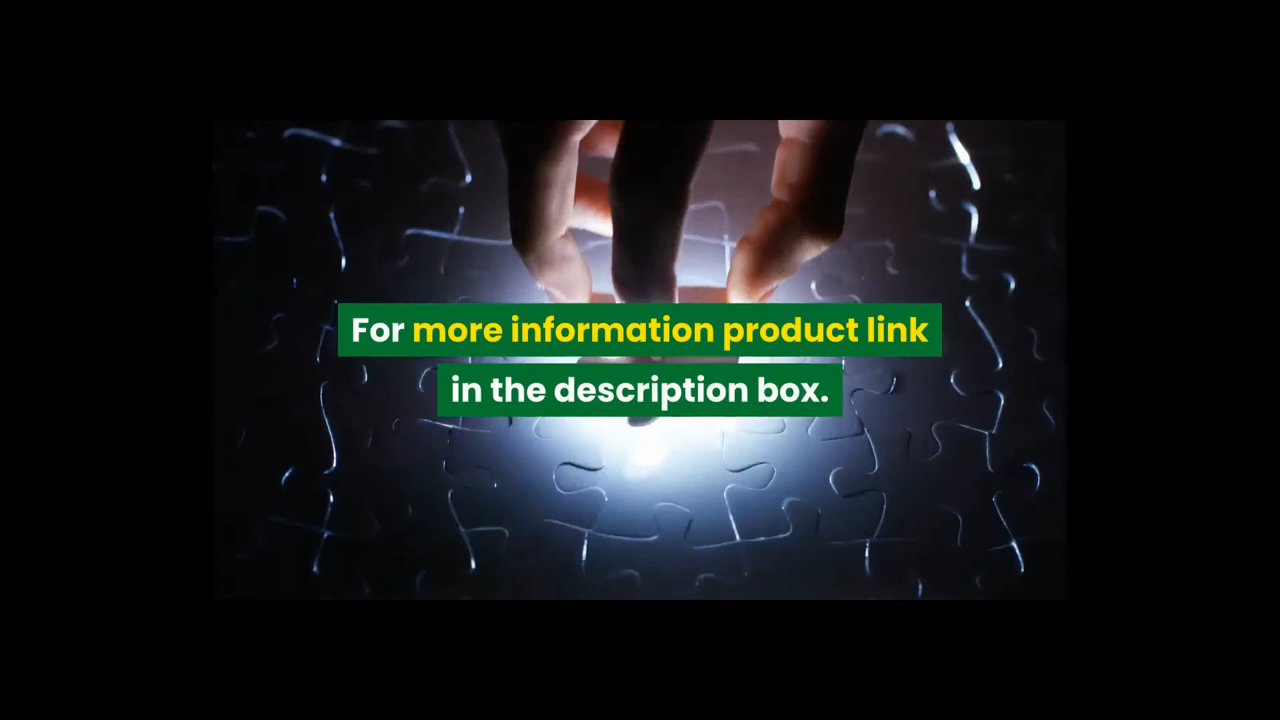 For more information product link
in the description box.